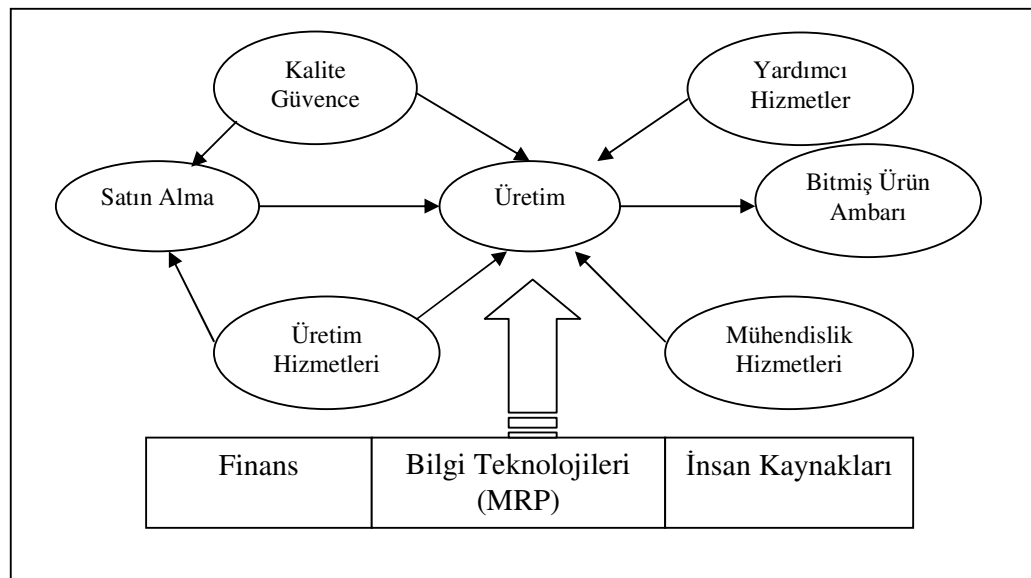 Kalite
Güvence
Yardımcı
Hizmetler
Satın Alma
Üretim
Bitmiş Ürün
Ambarı
Üretim
Hizmetleri
Mühendislik
Hizmetleri
Finans
Bilgi Teknolojileri
(MRP)
İnsan Kaynakları